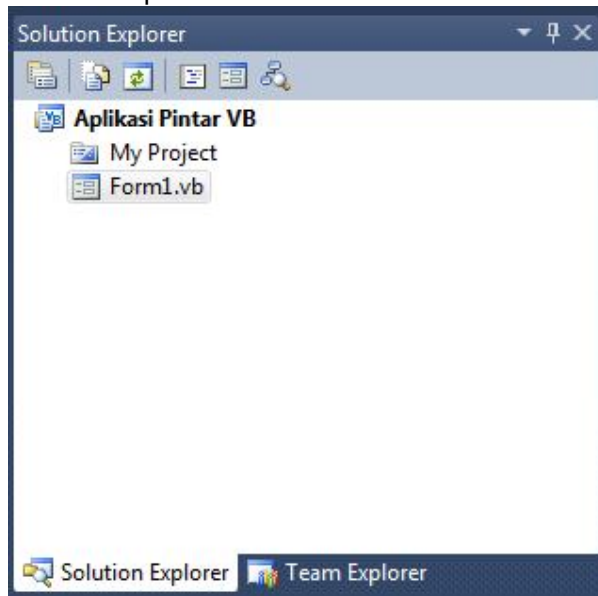 Solution Explorer
Aplikasi Pintar VB
My Project
Form1.vb
Solution Explorer Team Explorer